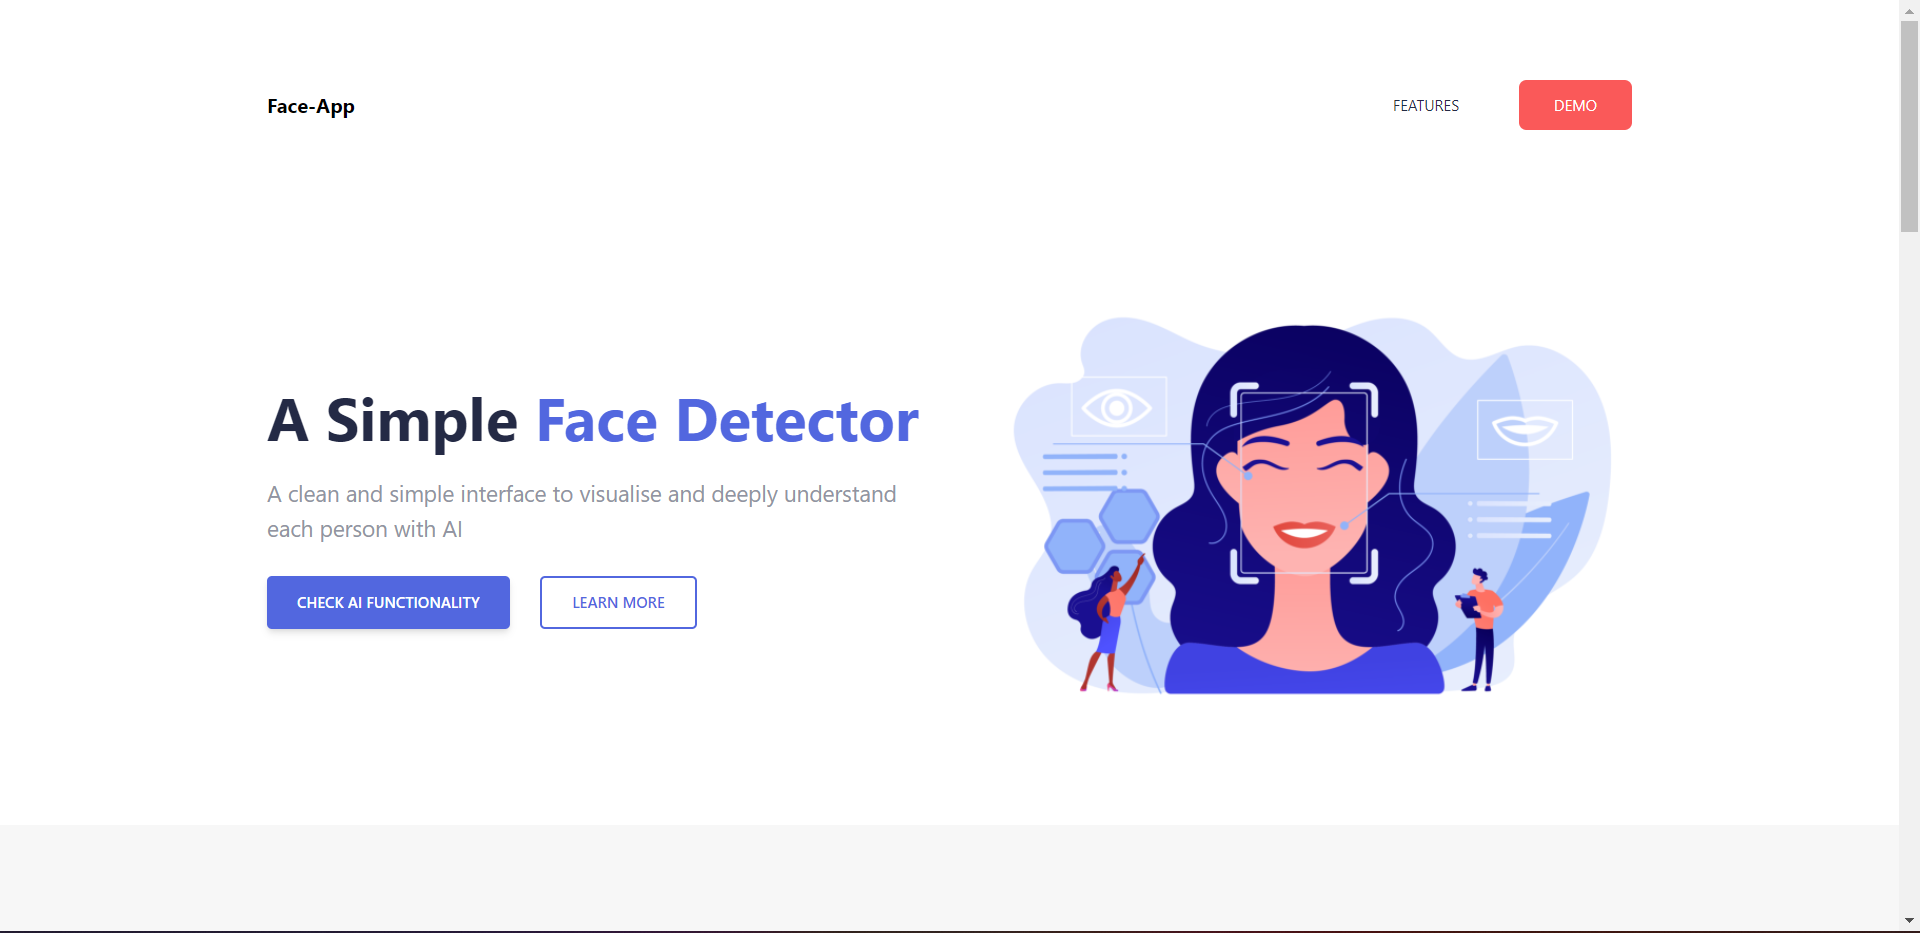 Face-App
FEATURES
DEMO
A Simple Face Detector
A clean and simple interface to visualise and deeply understand
each person with AI
CHECK AI FUNCTIONALITY
LEARN MORE